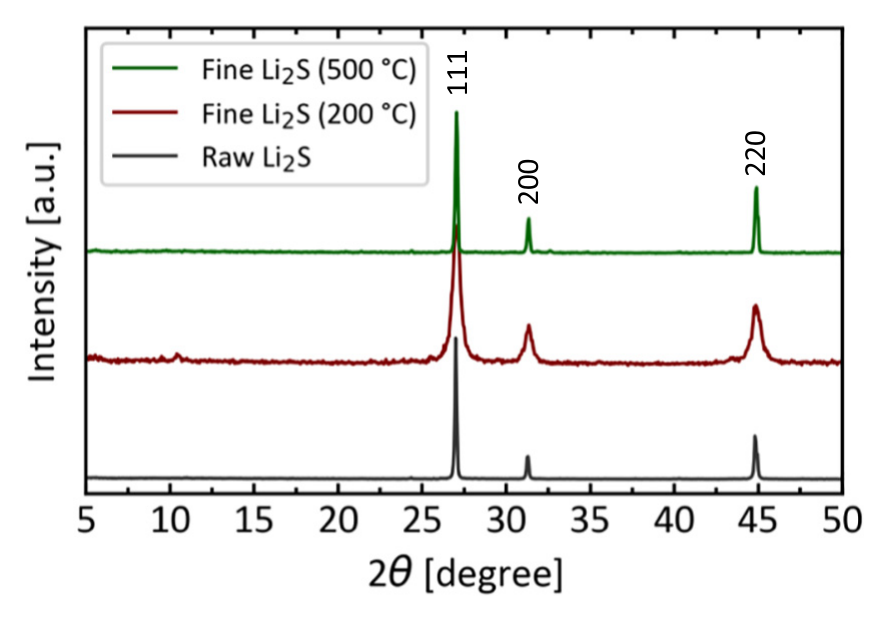 Fine Li₂S (500 °C)
Fine Li₂S (200 °C)
Raw Li₂S
111
200
220
Intensity [a.u.]
5 10 15 20 25 30 35 40 45 50
2θ [degree]